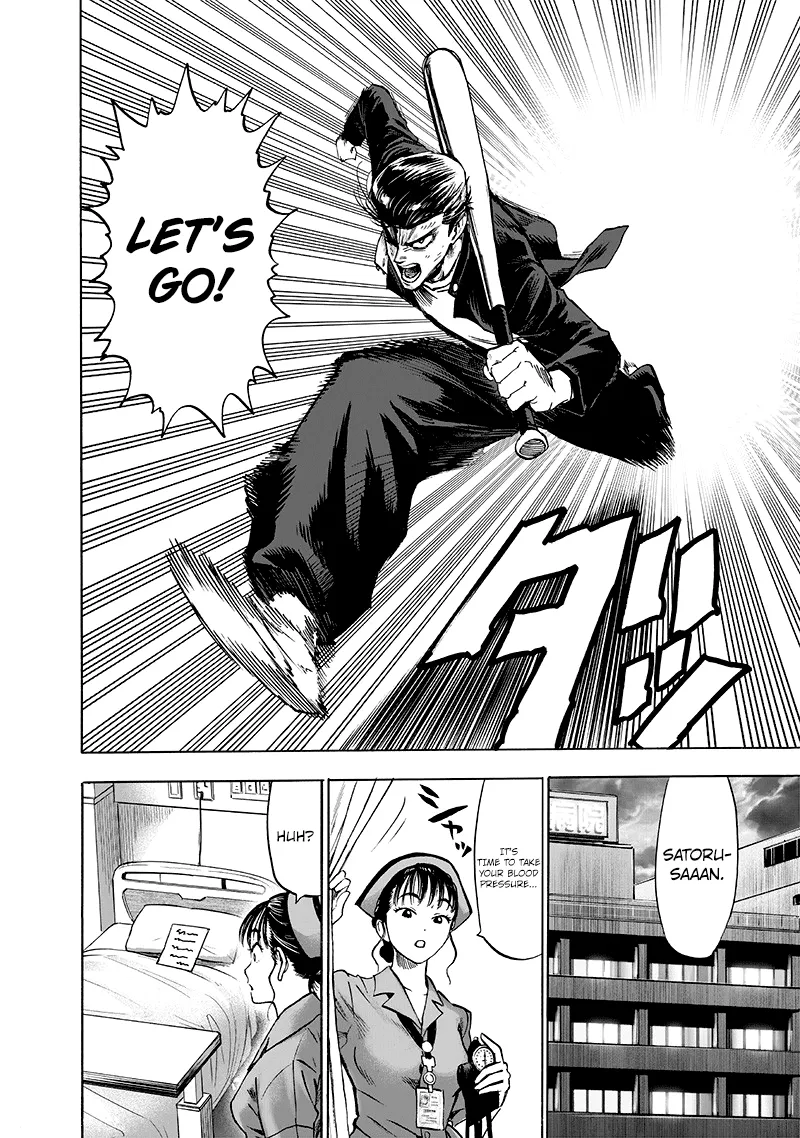 LET'S
GO!
ダッ
病院
SATORU-
SAAAN.
IT'S
TIME TO TAKE
YOUR BLOOD
PRESSURE...
シャッ
HUH?